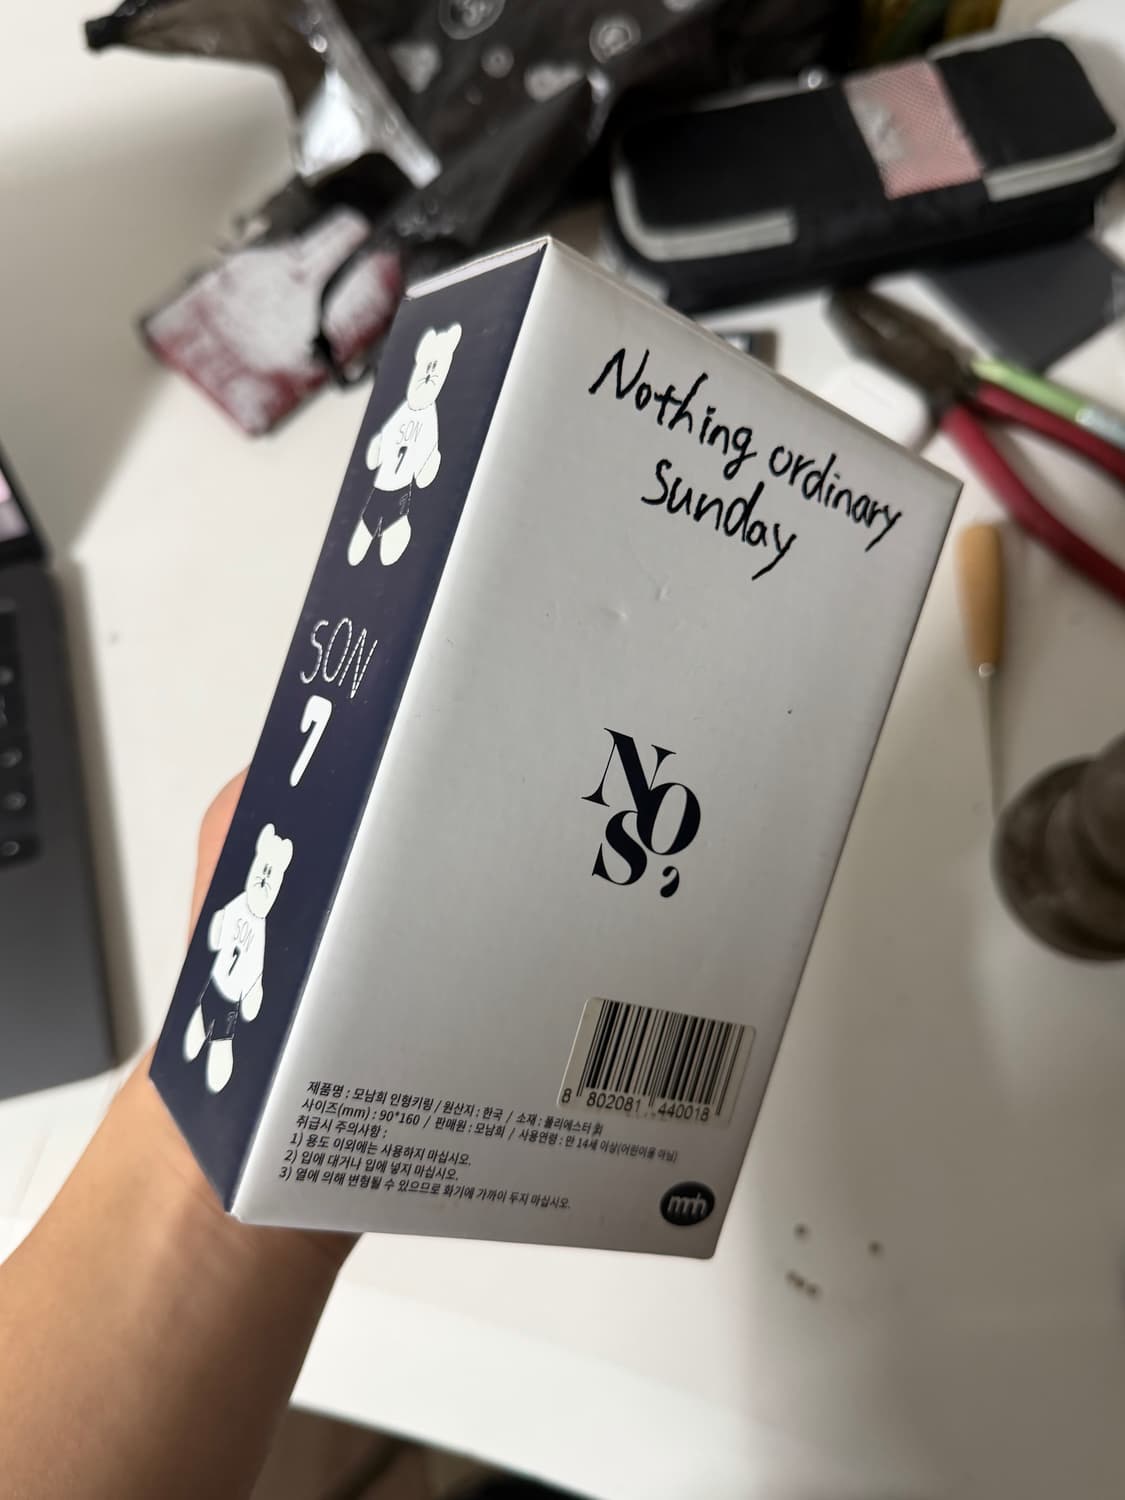 Nothing ordinary
sunday
NOS,
SON
7
SON
7
7
SON
7
7
8 802081 440018
제품명 : 모남희 인형키링 / 원산지 : 한국 / 소재 : 폴리에스터 외
사이즈(mm) : 90*160 / 판매원 : 모남희 / 사용연령 : 만 14세 이상(어린이용 아님)
취급시 주의사항 :
1) 용도 이외에는 사용하지 마십시오.
2) 입에 대거나 입에 넣지 마십시오.
3) 열에 의해 변형될 수 있으므로 화기에 가까이 두지 마십시오.
mnh